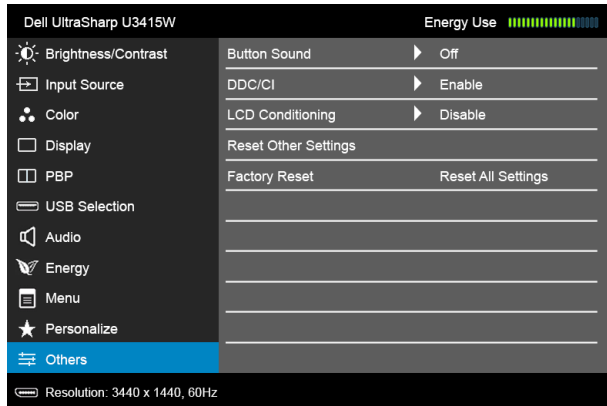 Dell UltraSharp U3415W Energy Use
Brightness/Contrast
Input Source
Color
Display
PBP
USB Selection
Audio
Energy
Menu
Personalize
Others
Button Sound Off
DDC/CI Enable
LCD Conditioning Disable
Reset Other Settings
Factory Reset Reset All Settings
Resolution: 3440 x 1440, 60Hz